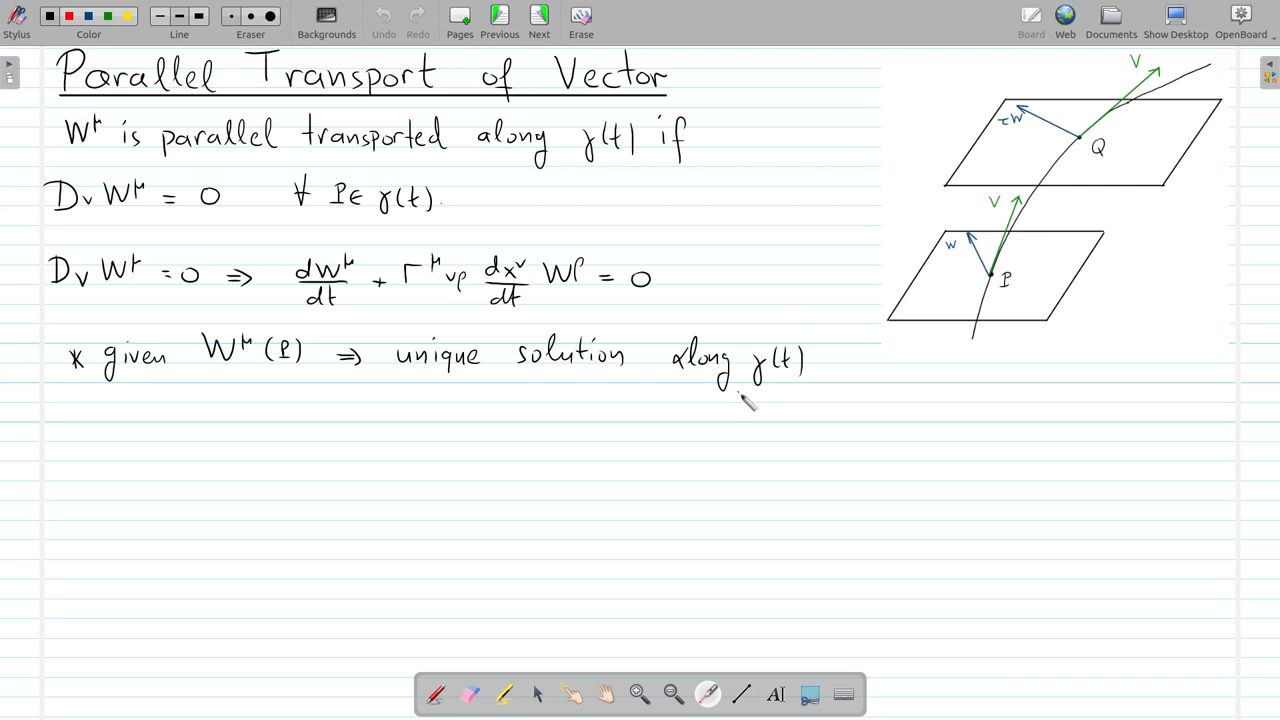 Stylus Color Line Eraser Backgrounds Undo Redo Pages Previous Next Erase Board Web Documents Show Desktop OpenBoard
Parallel Transport of Vector
W^μ is parallel transported along γ(t) if
D_V W^μ = 0 ∀ P ∈ γ(t).
D_V W^μ = 0 ⇒ dW^μ/dt + Γ^μ_νρ dx^ν/dt W^ρ = 0
* given W^μ(P) ⇒ unique solution along γ(t)
V
τW
Q
V
W
P
AI